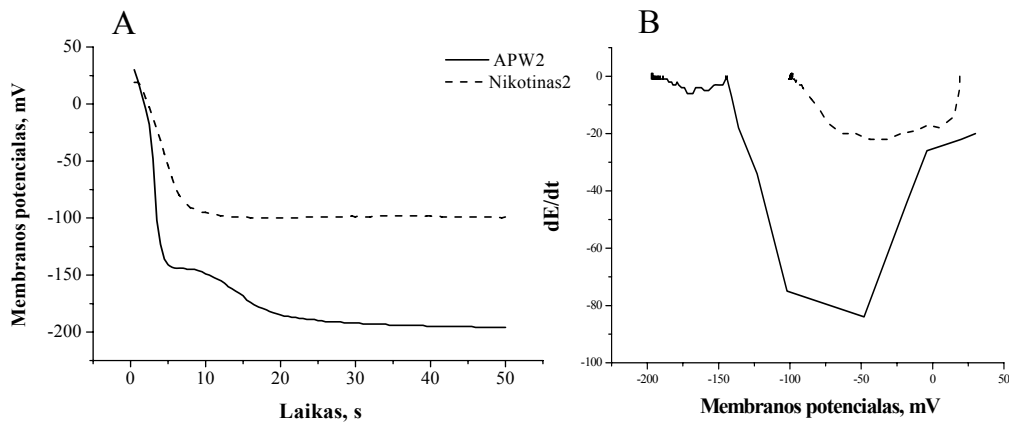 A
50
0
-50
-100
-150
-200
Membranos potencialas, mV
0 10 20 30 40 50
Laikas, s
APW2
Nikotinas2
B
0
-20
-40
-60
-80
-100
dE/dt
-200 -150 -100 -50 0 50
Membranos potencialas, mV